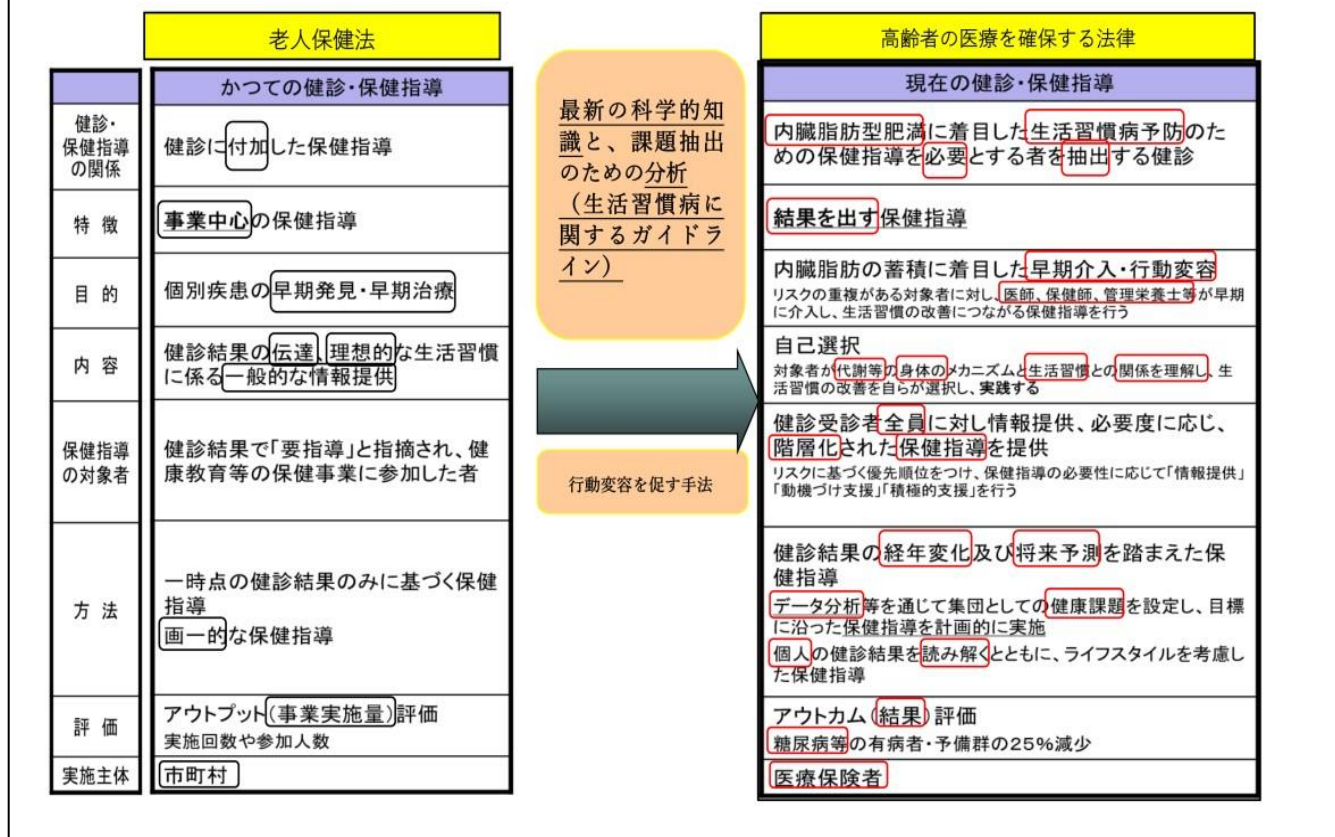 老人保健法
かつての健診・保健指導
健診・
保健指導
の関係
健診に付加した保健指導
特 徴
事業中心の保健指導
目 的
個別疾患の早期発見・早期治療
内 容
健診結果の伝達、理想的な生活習慣
に係る一般的な情報提供
保健指導
の対象者
健診結果で「要指導」と指摘され、健
康教育等の保健事業に参加した者
方 法
一時点の健診結果のみに基づく保健
指導
画一的な保健指導
評 価
アウトプット(事業実施量)評価
実施回数や参加人数
実施主体
市町村
最新の科学的知
識と、課題抽出
のための分析
(生活習慣病に
関するガイドラ
イン)
行動変容を促す手法
高齢者の医療を確保する法律
現在の健診・保健指導
内臓脂肪型肥満に着目した生活習慣病予防のた
めの保健指導を必要とする者を抽出する健診
結果を出す保健指導
内臓脂肪の蓄積に着目した早期介入・行動変容
リスクの重複がある対象者に対し、医師、保健師、管理栄養士等が早期
に介入し、生活習慣の改善につながる保健指導を行う
自己選択
対象者が代謝等の身体のメカニズムと生活習慣との関係を理解し、生
活習慣の改善を自らが選択し、実践する
健診受診者全員に対し情報提供、必要度に応じ、
階層化された保健指導を提供
リスクに基づく優先順位をつけ、保健指導の必要性に応じて「情報提供」
「動機づけ支援」「積極的支援」を行う
健診結果の経年変化及び将来予測を踏まえた保
健指導
データ分析等を通じて集団としての健康課題を設定し、目標
に沿った保健指導を計画的に実施
個人の健診結果を読み解くとともに、ライフスタイルを考慮し
た保健指導
アウトカム(結果)評価
糖尿病等の有病者・予備群の25%減少
医療保険者